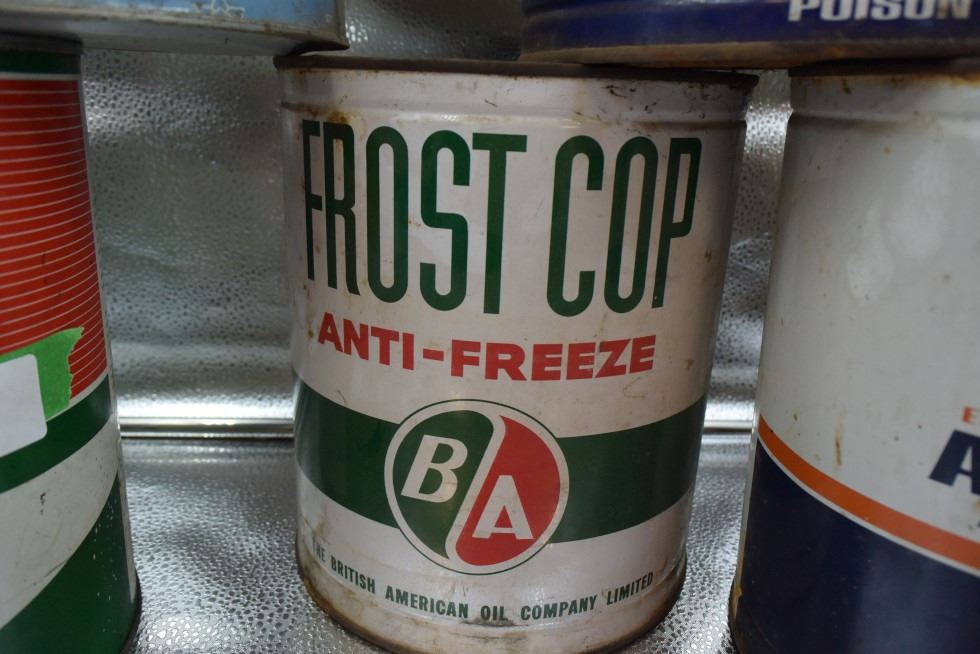 POISON
FROST COP
ANTI-FREEZE
BA
THE BRITISH AMERICAN OIL COMPANY LIMITED